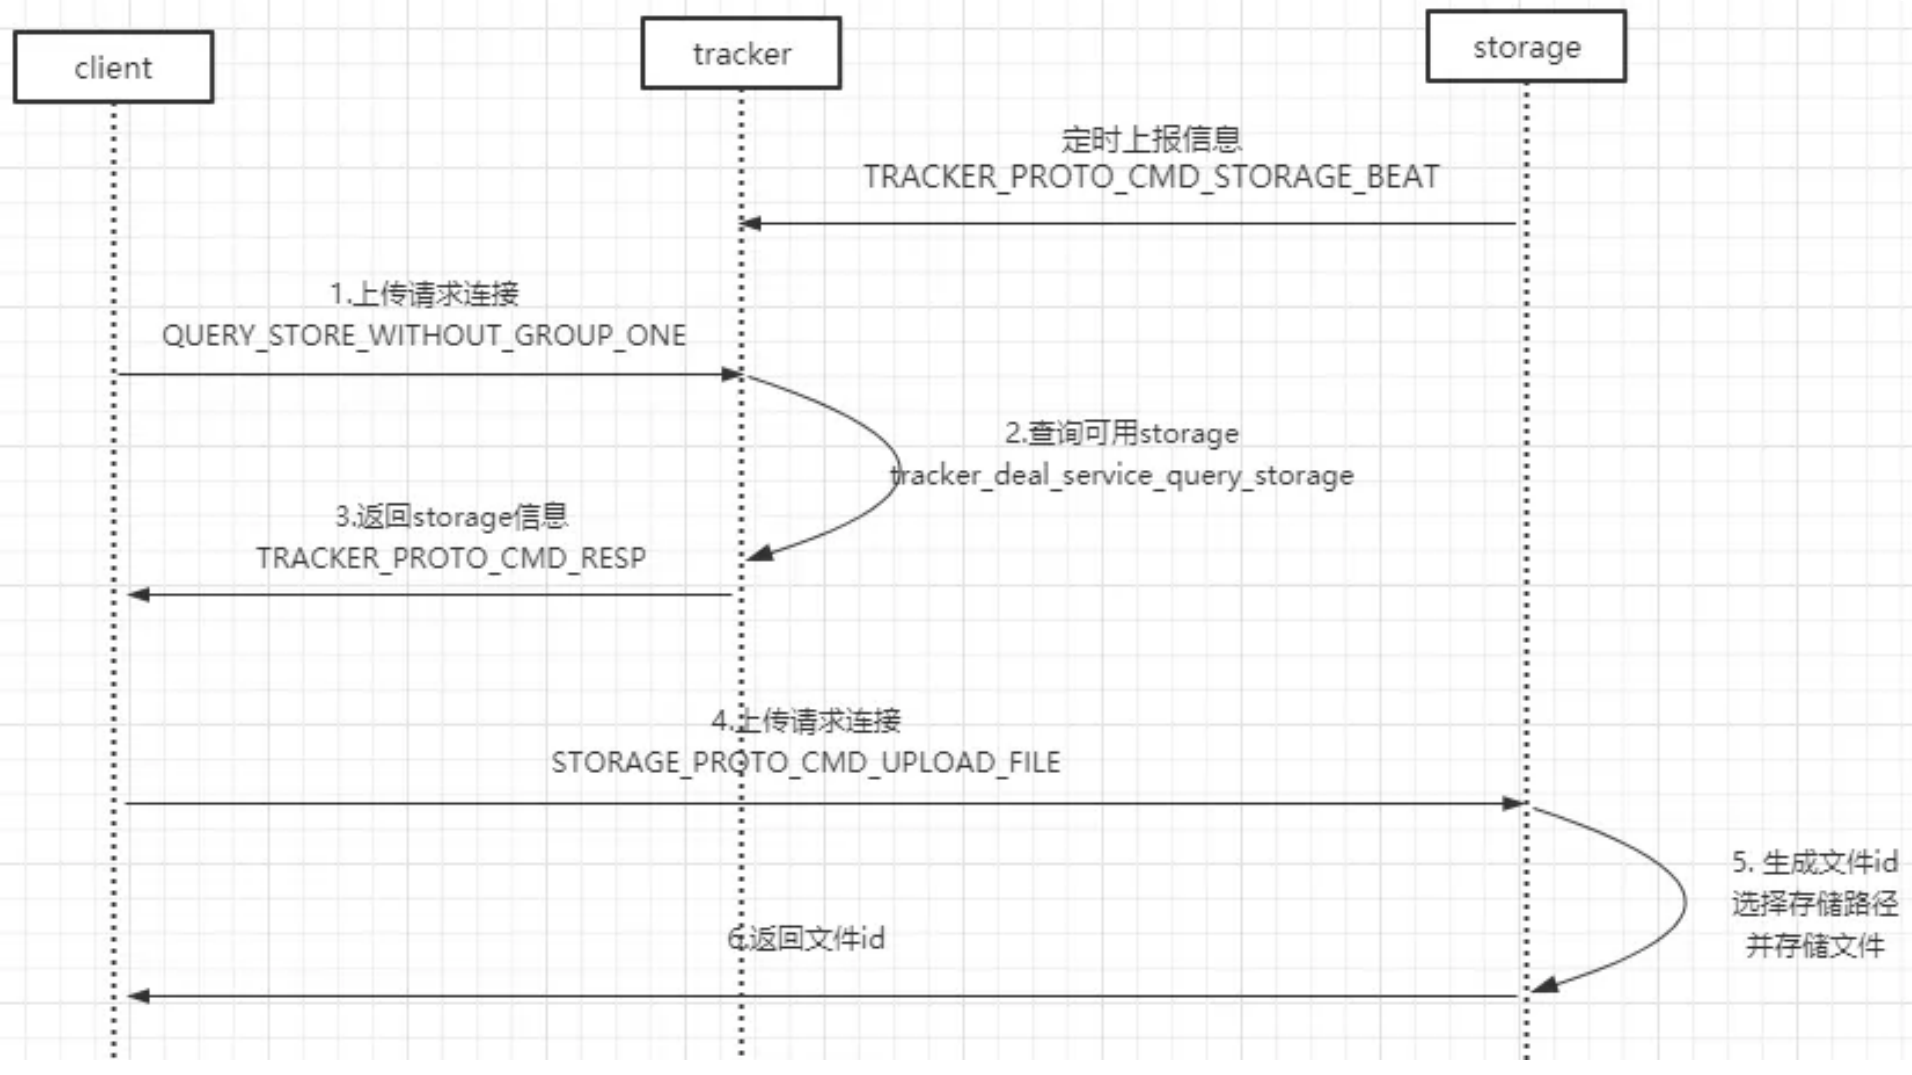 client
tracker
storage
定时上报信息
TRACKER_PROTO_CMD_STORAGE_BEAT
1.上传请求连接
QUERY_STORE_WITHOUT_GROUP_ONE
2.查询可用storage
tracker_deal_service_query_storage
3.返回storage信息
TRACKER_PROTO_CMD_RESP
4.上传请求连接
STORAGE_PROTO_CMD_UPLOAD_FILE
5. 生成文件id
选择存储路径
并存储文件
6.返回文件id